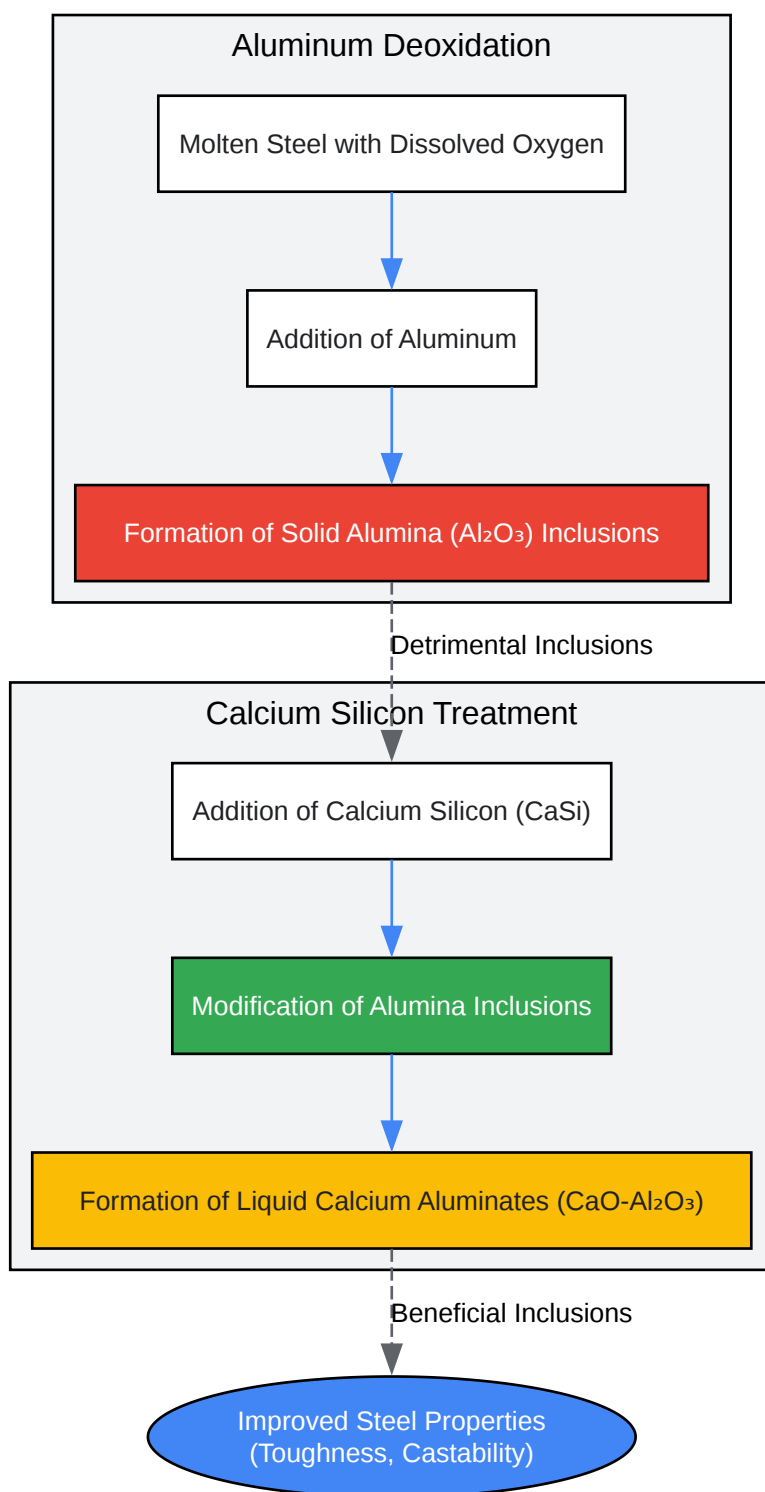 Aluminum Deoxidation
Molten Steel with Dissolved Oxygen
Addition of Aluminum
Formation of Solid Alumina (Al₂O₃) Inclusions
Detrimental Inclusions
Calcium Silicon Treatment
Addition of Calcium Silicon (CaSi)
Modification of Alumina Inclusions
Formation of Liquid Calcium Aluminates (CaO-Al₂O₃)
Beneficial Inclusions
Improved Steel Properties
(Toughness, Castability)